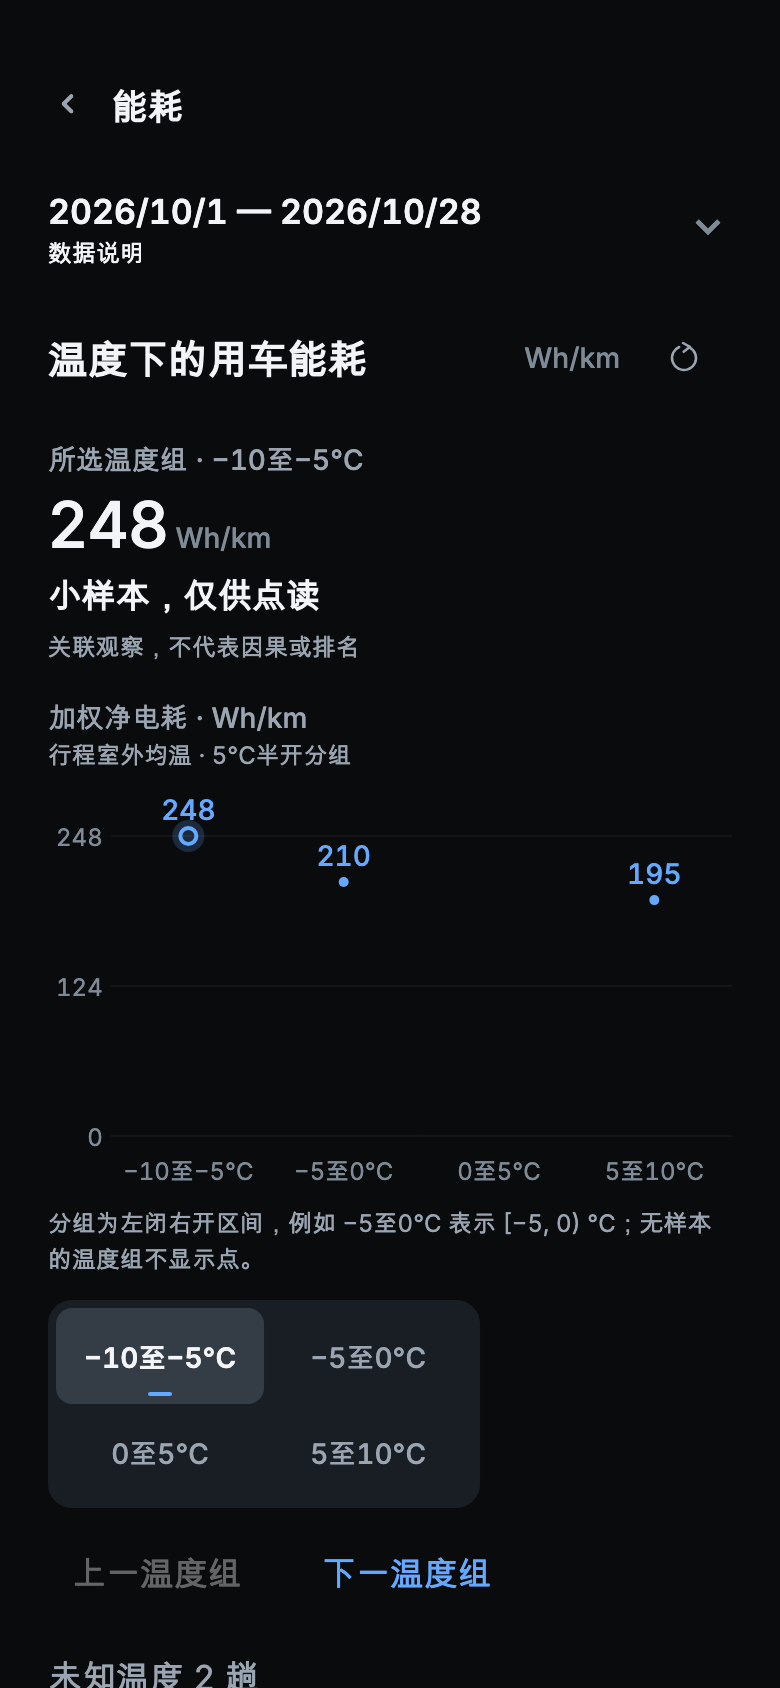 能耗
2026/10/1 — 2026/10/28
数据说明
温度下的用车能耗 Wh/km
所选温度组 · −10至−5°C
248 Wh/km
小样本，仅供点读
关联观察，不代表因果或排名
加权净电耗 · Wh/km
行程室外均温 · 5°C半开分组
248
248
210
195
124
0
−10至−5°C −5至0°C 0至5°C 5至10°C
分组为左闭右开区间，例如 −5至0°C 表示 [−5, 0) °C；无样本
的温度组不显示点。
−10至−5°C −5至0°C
0至5°C 5至10°C
上一温度组 下一温度组
未知温度 2 趟